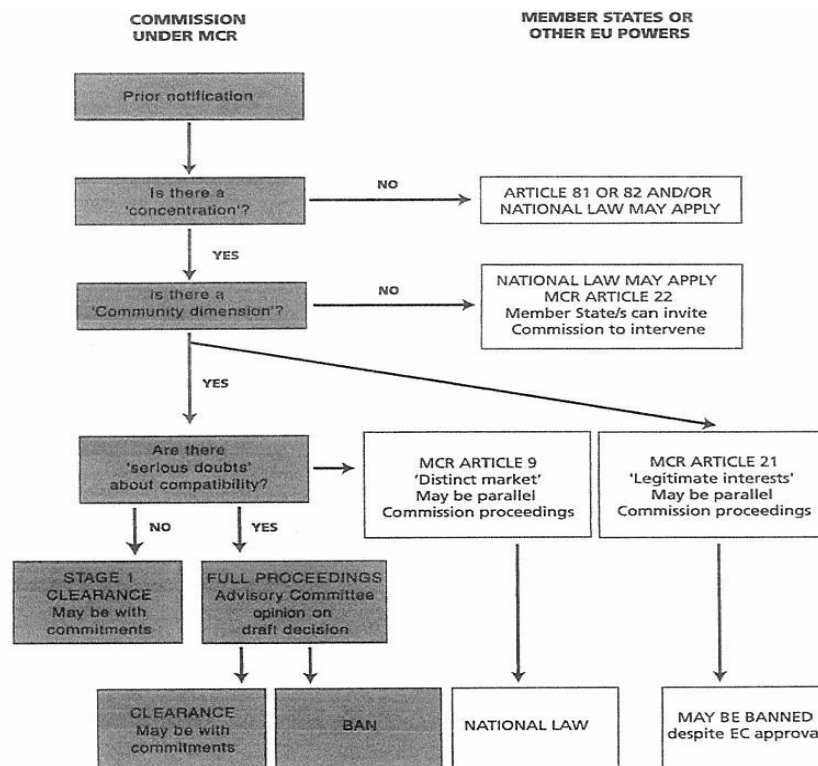 COMMISSION
UNDER MCR
MEMBER STATES OR
OTHER EU POWERS
Prior notification
Is there a
'concentration'?
NO
ARTICLE 81 OR 82 AND/OR
NATIONAL LAW MAY APPLY
YES
Is there a
'Community dimension'?
NO
NATIONAL LAW MAY APPLY
MCR ARTICLE 22
Member State/s can invite
Commission to intervene
YES
Are there
'serious doubts'
about compatibility?
MCR ARTICLE 9
'Distinct market'
May be parallel
Commission proceedings
MCR ARTICLE 21
'Legitimate interests'
May be parallel
Commission proceedings
NO
YES
STAGE 1
CLEARANCE
May be with
commitments
FULL PROCEEDINGS
Advisory Committee
opinion on
draft decision
CLEARANCE
May be with
commitments
BAN
NATIONAL LAW
MAY BE BANNED
despite EC approval